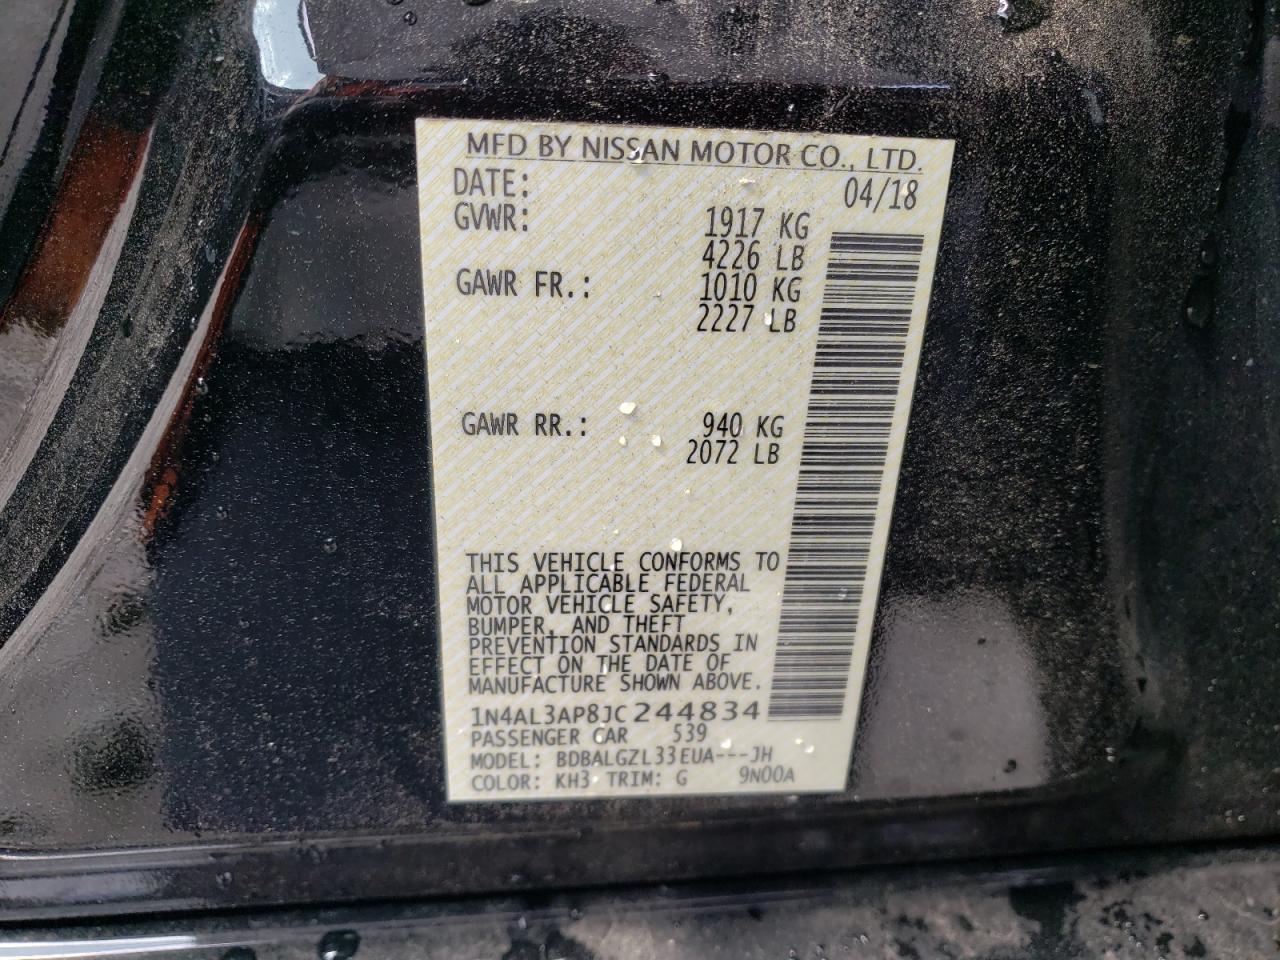 MFD BY NISSAN MOTOR CO., LTD.
DATE: 04/18
GVWR: 1917 KG
4226 LB
GAWR FR.: 1010 KG
2227 LB
GAWR RR.: 940 KG
2072 LB
THIS VEHICLE CONFORMS TO
ALL APPLICABLE FEDERAL
MOTOR VEHICLE SAFETY,
BUMPER, AND THEFT
PREVENTION STANDARDS IN
EFFECT ON THE DATE OF
MANUFACTURE SHOWN ABOVE.
1N4AL3AP8JC244834
PASSENGER CAR 539
MODEL: BDBALGZL33EUA---JH
COLOR: KH3 TRIM: G 9N00A